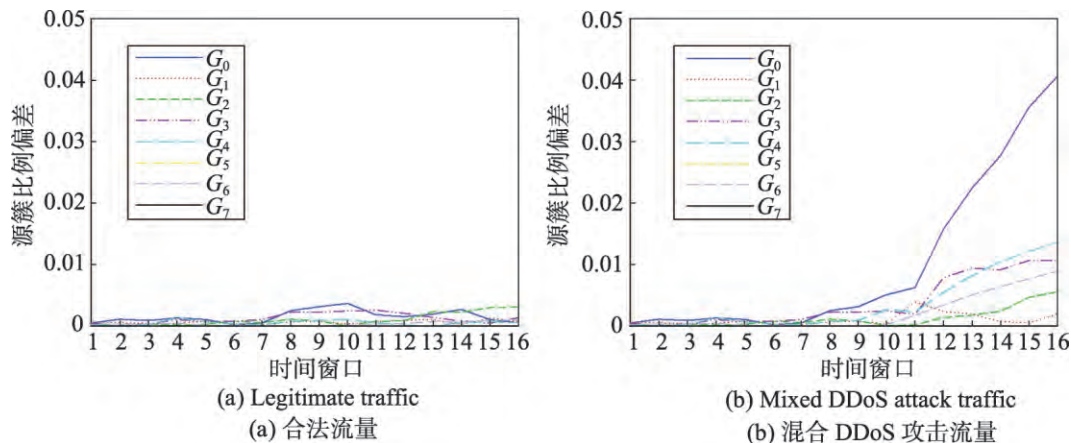 0.05
0.04
0.03
0.02
0.01
0
源簇比例偏差
G0
G1
G2
G3
G4
G5
G6
G7
1 2 3 4 5 6 7 8 9 10 11 12 13 14 15 16
时间窗口
(a) Legitimate traffic
(a) 合法流量
0.05
0.04
0.03
0.02
0.01
0
源簇比例偏差
G0
G1
G2
G3
G4
G5
G6
G7
1 2 3 4 5 6 7 8 9 10 11 12 13 14 15 16
时间窗口
(b) Mixed DDoS attack traffic
(b) 混合 DDoS 攻击流量